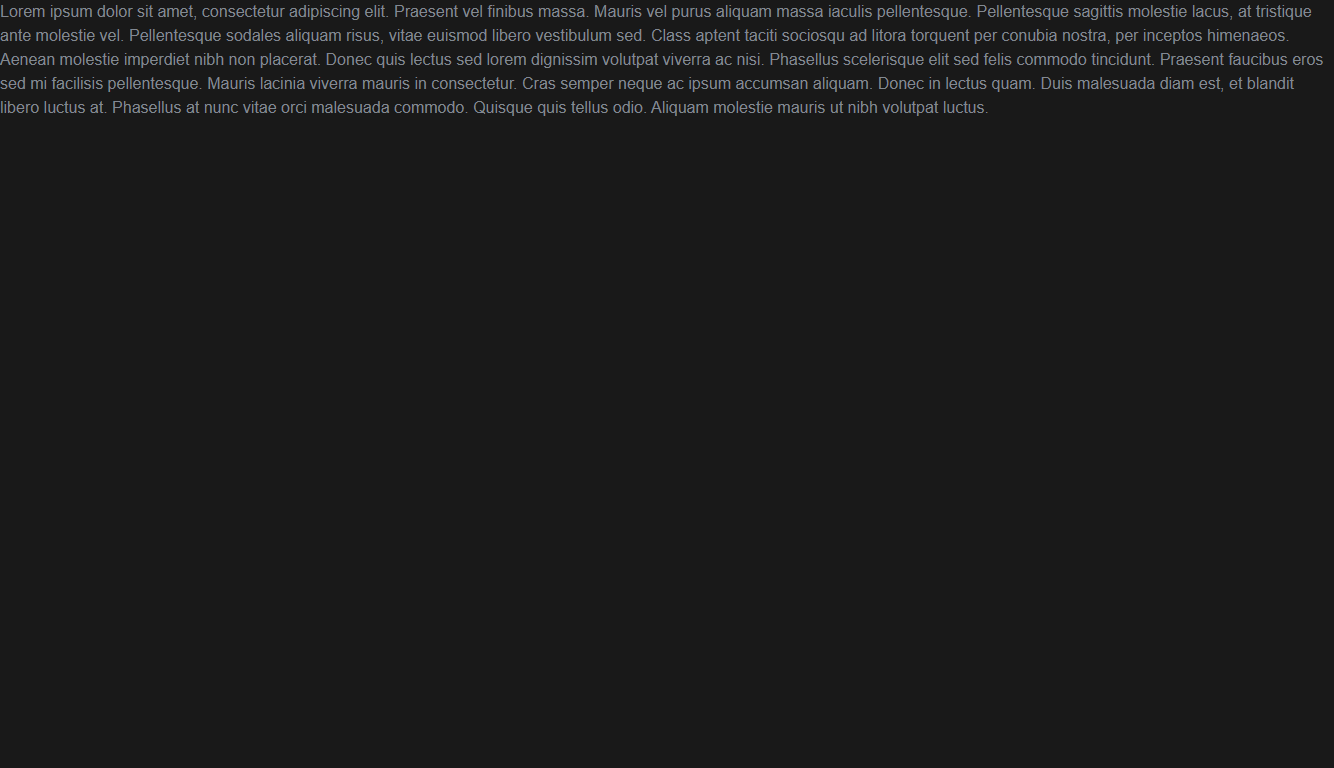 Lorem ipsum dolor sit amet, consectetur adipiscing elit. Praesent vel finibus massa. Mauris vel purus aliquam massa iaculis pellentesque. Pellentesque sagittis molestie lacus, at tristique
ante molestie vel. Pellentesque sodales aliquam risus, vitae euismod libero vestibulum sed. Class aptent taciti sociosqu ad litora torquent per conubia nostra, per inceptos himenaeos.
Aenean molestie imperdiet nibh non placerat. Donec quis lectus sed lorem dignissim volutpat viverra ac nisi. Phasellus scelerisque elit sed felis commodo tincidunt. Praesent faucibus eros
sed mi facilisis pellentesque. Mauris lacinia viverra mauris in consectetur. Cras semper neque ac ipsum accumsan aliquam. Donec in lectus quam. Duis malesuada diam est, et blandit
libero luctus at. Phasellus at nunc vitae orci malesuada commodo. Quisque quis tellus odio. Aliquam molestie mauris ut nibh volutpat luctus.